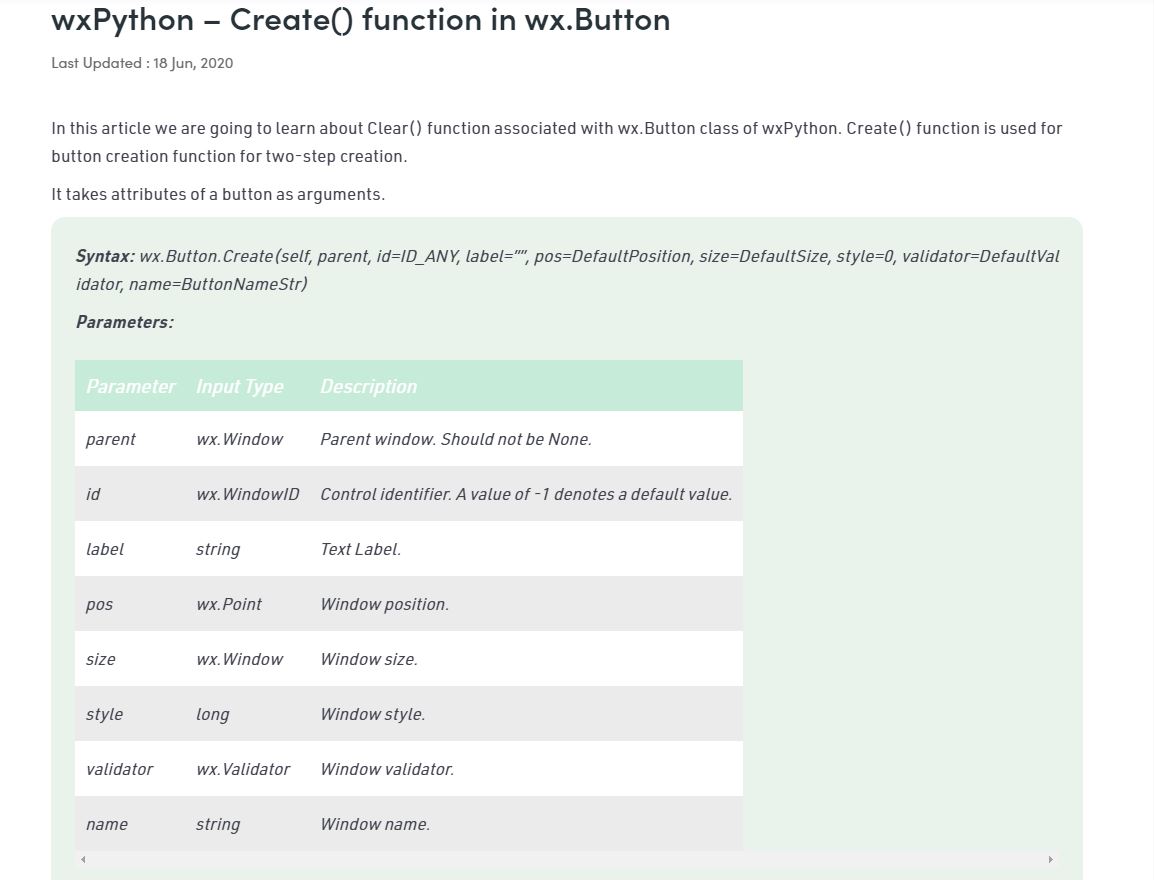 wxPython – Create() function in wx.Button
Last Updated : 18 Jun, 2020
In this article we are going to learn about Clear() function associated with wx.Button class of wxPython. Create() function is used for
button creation function for two-step creation.
It takes attributes of a button as arguments.
Syntax: wx.Button.Create(self, parent, id=ID_ANY, label=””, pos=DefaultPosition, size=DefaultSize, style=0, validator=DefaultVal
idator, name=ButtonNameStr)
Parameters:
Parameter Input Type Description
parent wx.Window Parent window. Should not be None.
id wx.WindowID Control identifier. A value of -1 denotes a default value.
label string Text Label.
pos wx.Point Window position.
size wx.Window Window size.
style long Window style.
validator wx.Validator Window validator.
name string Window name.